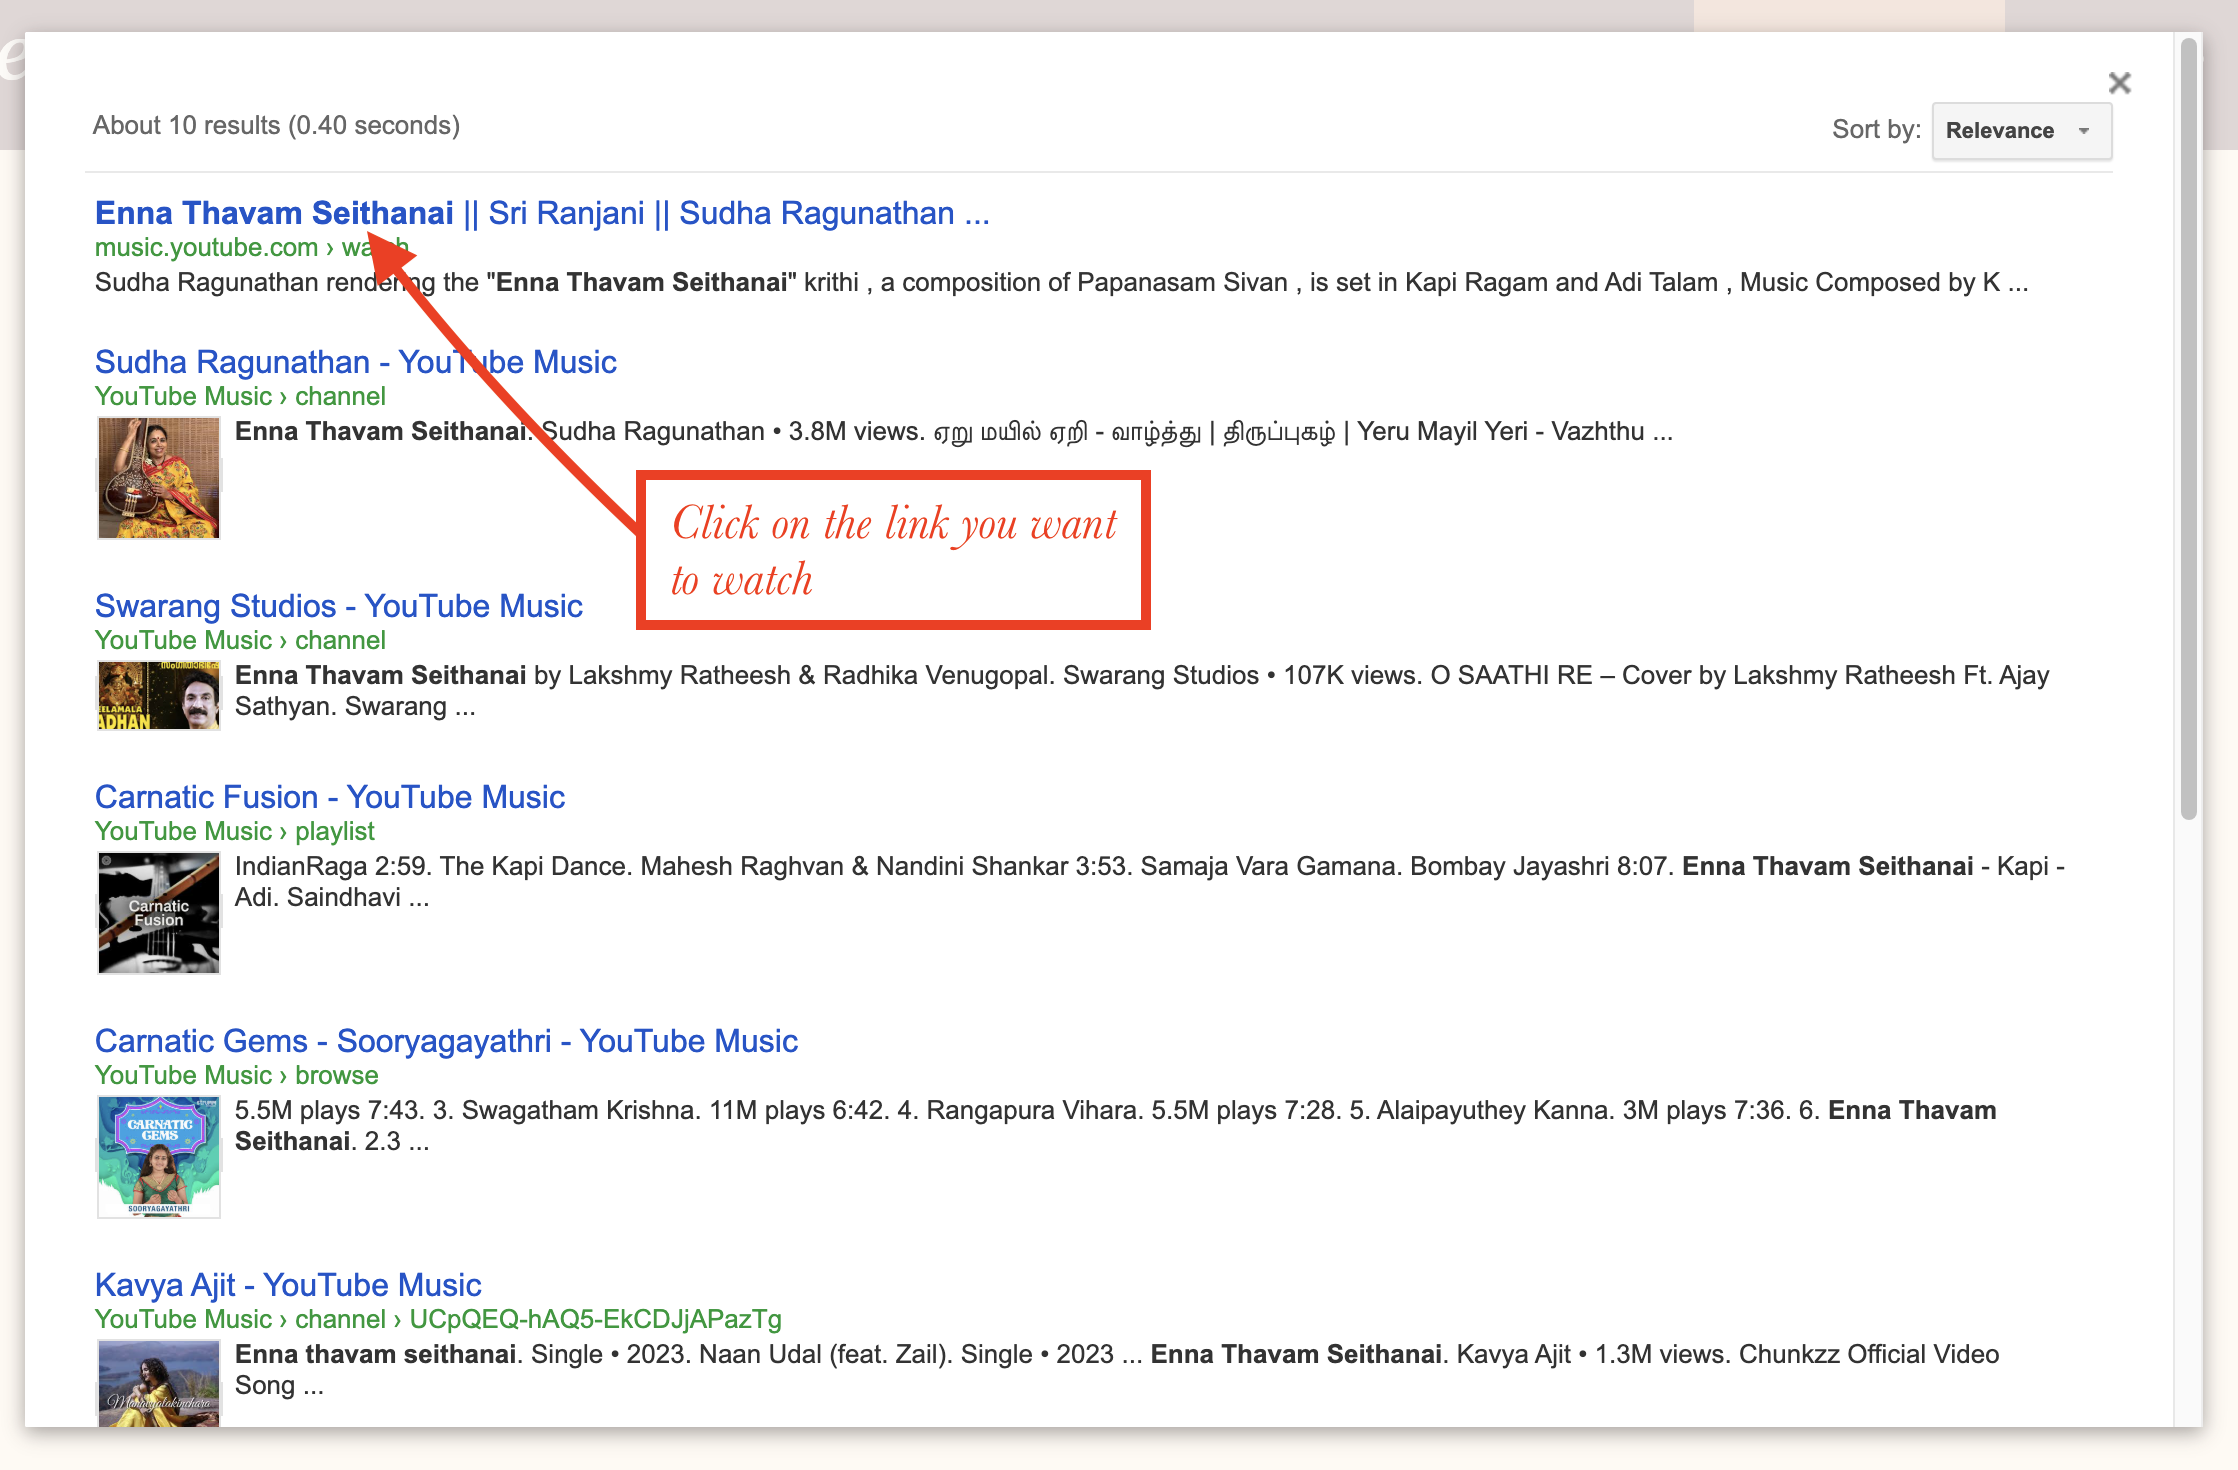 e
About 10 results (0.40 seconds)
Sort by: Relevance
Enna Thavam Seithanai || Sri Ranjani || Sudha Ragunathan ...
music.youtube.com › watch
Sudha Ragunathan rendering the "Enna Thavam Seithanai" krithi , a composition of Papanasam Sivan , is set in Kapi Ragam and Adi Talam , Music Composed by K ...
Sudha Ragunathan - YouTube Music
YouTube Music › channel
Enna Thavam Seithanai. Sudha Ragunathan • 3.8M views. ஏறு மயில் ஏறி - வாழ்த்து | திருப்புகழ் | Yeru Mayil Yeri - Vazhthu ...
Click on the link you want
to watch
Swarang Studios - YouTube Music
YouTube Music › channel
Enna Thavam Seithanai by Lakshmy Ratheesh & Radhika Venugopal. Swarang Studios • 107K views. O SAATHI RE – Cover by Lakshmy Ratheesh Ft. Ajay
Sathyan. Swarang ...
EELAMALA
ADHAN
Carnatic Fusion - YouTube Music
YouTube Music › playlist
IndianRaga 2:59. The Kapi Dance. Mahesh Raghvan & Nandini Shankar 3:53. Samaja Vara Gamana. Bombay Jayashri 8:07. Enna Thavam Seithanai - Kapi -
Adi. Saindhavi ...
Carnatic
Fusion
Carnatic Gems - Sooryagayathri - YouTube Music
YouTube Music › browse
5.5M plays 7:43. 3. Swagatham Krishna. 11M plays 6:42. 4. Rangapura Vihara. 5.5M plays 7:28. 5. Alaipayuthey Kanna. 3M plays 7:36. 6. Enna Thavam
Seithanai. 2.3 ...
CARNATIC
GEMS
SOORYAGAYATHRI
Kavya Ajit - YouTube Music
YouTube Music › channel › UCpQEQ-hAQ5-EkCDJjAPazTg
Enna thavam seithanai. Single • 2023. Naan Udal (feat. Zail). Single • 2023 ... Enna Thavam Seithanai. Kavya Ajit • 1.3M views. Chunkzz Official Video
Song ...